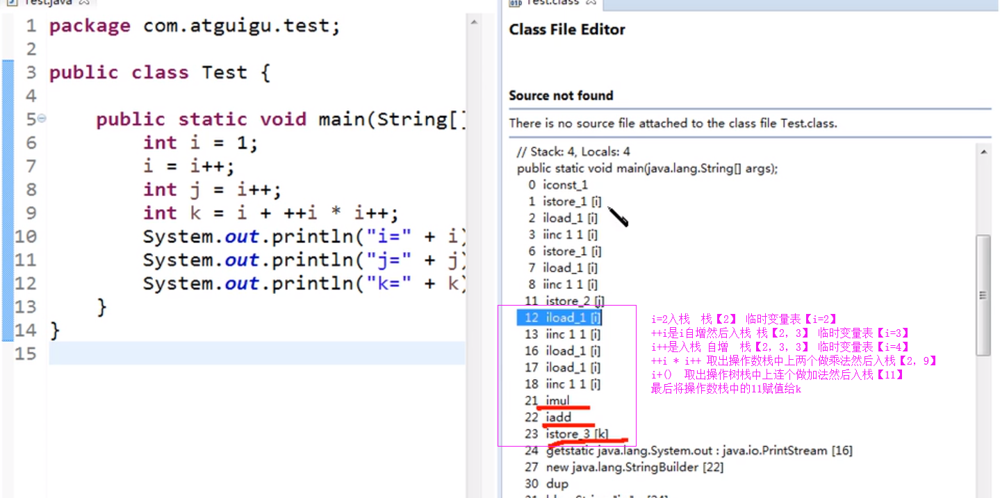 Test.java
1 package com.atguigu.test;
2
3 public class Test {
4
5 public static void main(String[]
6 int i = 1;
7 i = i++;
8 int j = i++;
9 int k = i + ++i * i++;
10 System.out.println("i=" + i)
11 System.out.println("j=" + j)
12 System.out.println("k=" + k)
13 }
14 }
15
Test.class
Class File Editor
Source not found
There is no source file attached to the class file Test.class.
// Stack: 4, Locals: 4
public static void main(java.lang.String[] args);
0 iconst_1
1 istore_1 [i]
2 iload_1 [i]
3 iinc 1 1 [i]
6 istore_1 [i]
7 iload_1 [i]
8 iinc 1 1 [i]
11 istore_2 [j]
12 iload_1 [i]
13 iinc 1 1 [i]
16 iload_1 [i]
17 iload_1 [i]
18 iinc 1 1 [i]
21 imul
22 iadd
23 istore_3 [k]
24 getstatic java.lang.System.out : java.io.PrintStream [16]
27 new java.lang.StringBuilder [22]
30 dup
i=2入栈 栈【2】 临时变量表【i=2】
++i是i自增然后入栈 栈【2, 3】 临时变量表【i=3】
i++是入栈 自增 栈【2, 3, 3】 临时变量表【i=4】
++i * i++ 取出操作数栈中上两个做乘法然后入栈【2, 9】
i+() 取出操作树栈中上连个做加法然后入栈【11】
最后将操作数栈中的11赋值给k